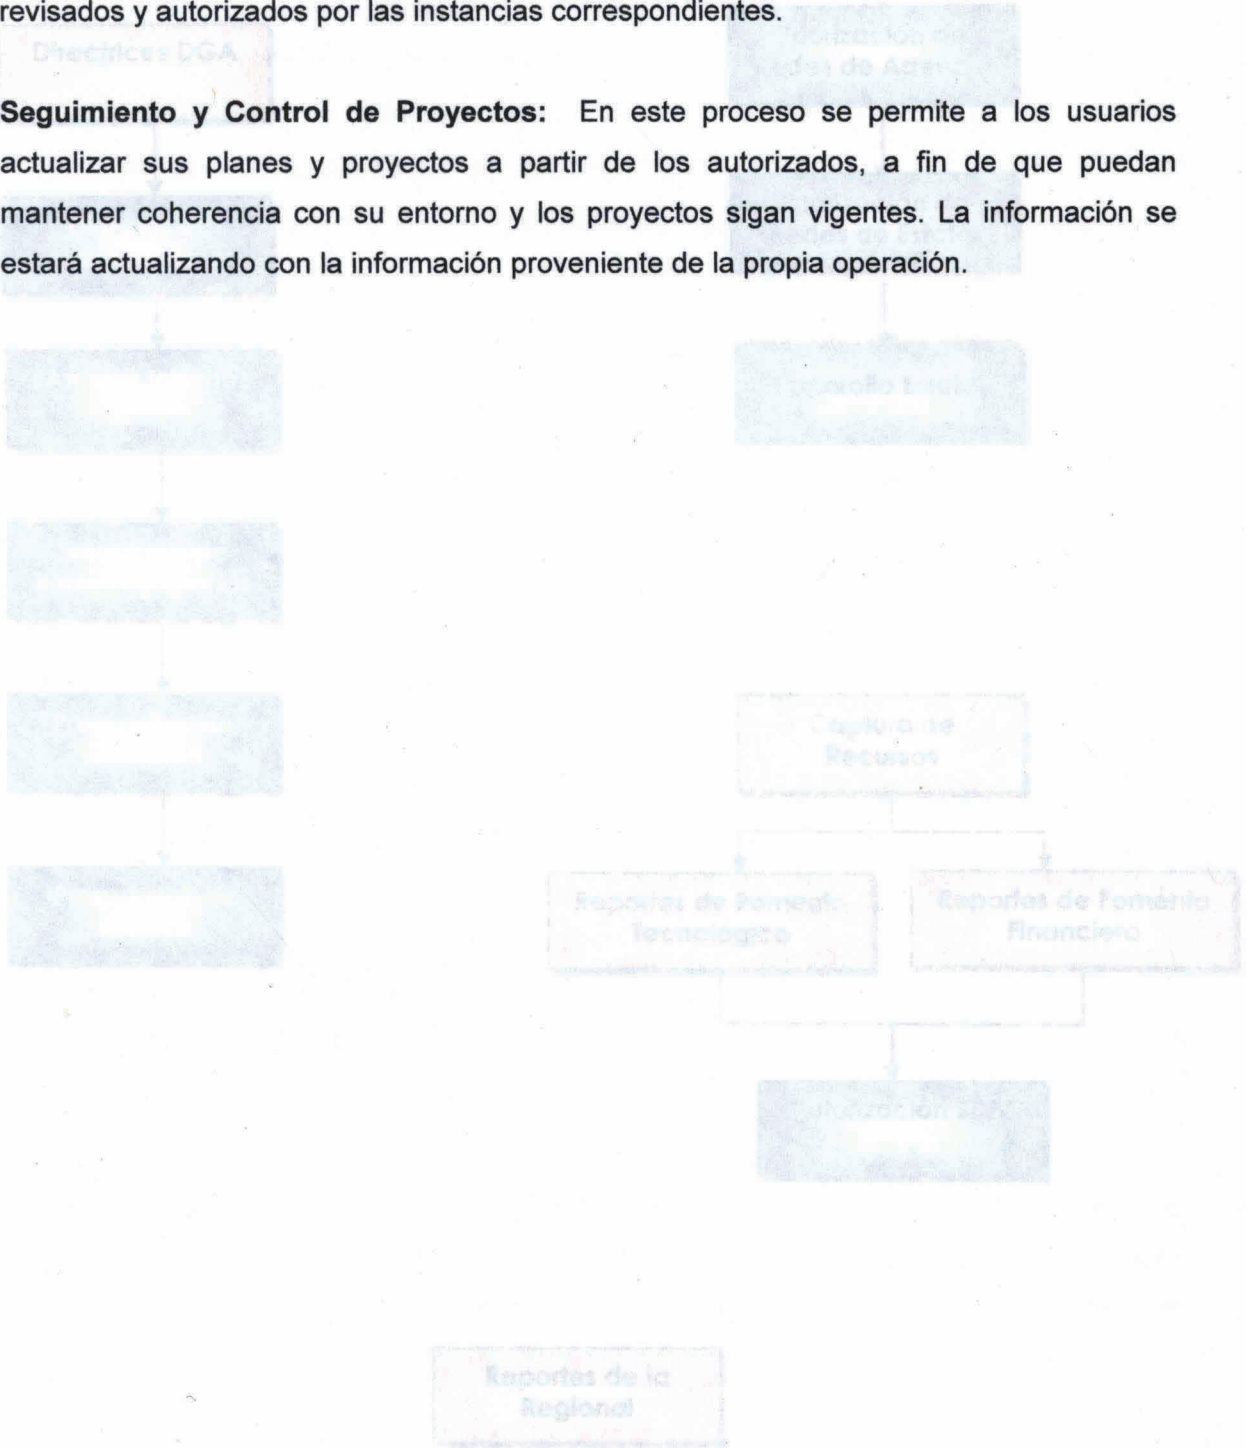 revisados y autorizados por las instancias correspondientes.
Directrices DGA
Seguimiento y Control de Proyectos: En este proceso se permite a los usuarios
actualizar sus planes y proyectos a partir de los autorizados, a fin de que puedan
mantener coherencia con su entorno y los proyectos sigan vigentes. La información se
estará actualizando con la información proveniente de la propia operación.
Captura de
Recursos
Reportes de Fomento
Tecnológico
Reportes de Fomento
Financiero
Reportes de la
Regional